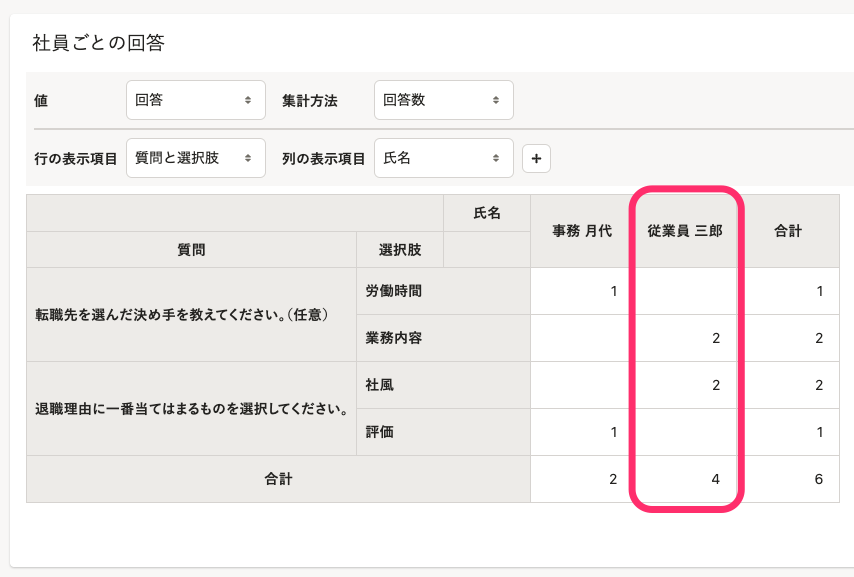 社員ごとの回答
値 回答 集計方法 回答数
行の表示項目 質問と選択肢 列の表示項目 氏名 +
氏名 事務 月代 従業員 三郎 合計
質問 選択肢
転職先を選んだ決め手を教えてください。（任意） 労働時間 1 1
業務内容 2 2
退職理由に一番当てはまるものを選択してください。 社風 2 2
評価 1 1
合計 2 4 6